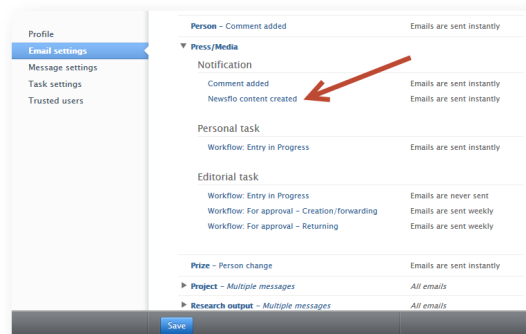 Profile
Email settings
Message settings
Task settings
Trusted users
Person – Comment added Emails are sent instantly
Press/Media
Notification
Comment added Emails are sent instantly
Newsflo content created Emails are sent instantly
Personal task
Workflow: Entry in Progress Emails are sent instantly
Editorial task
Workflow: Entry in Progress Emails are never sent
Workflow: For approval – Creation/forwarding Emails are sent weekly
Workflow: For approval – Returning Emails are sent weekly
Prize – Person change Emails are sent instantly
Project – Multiple messages All emails
Research output – Multiple messages All emails
Save